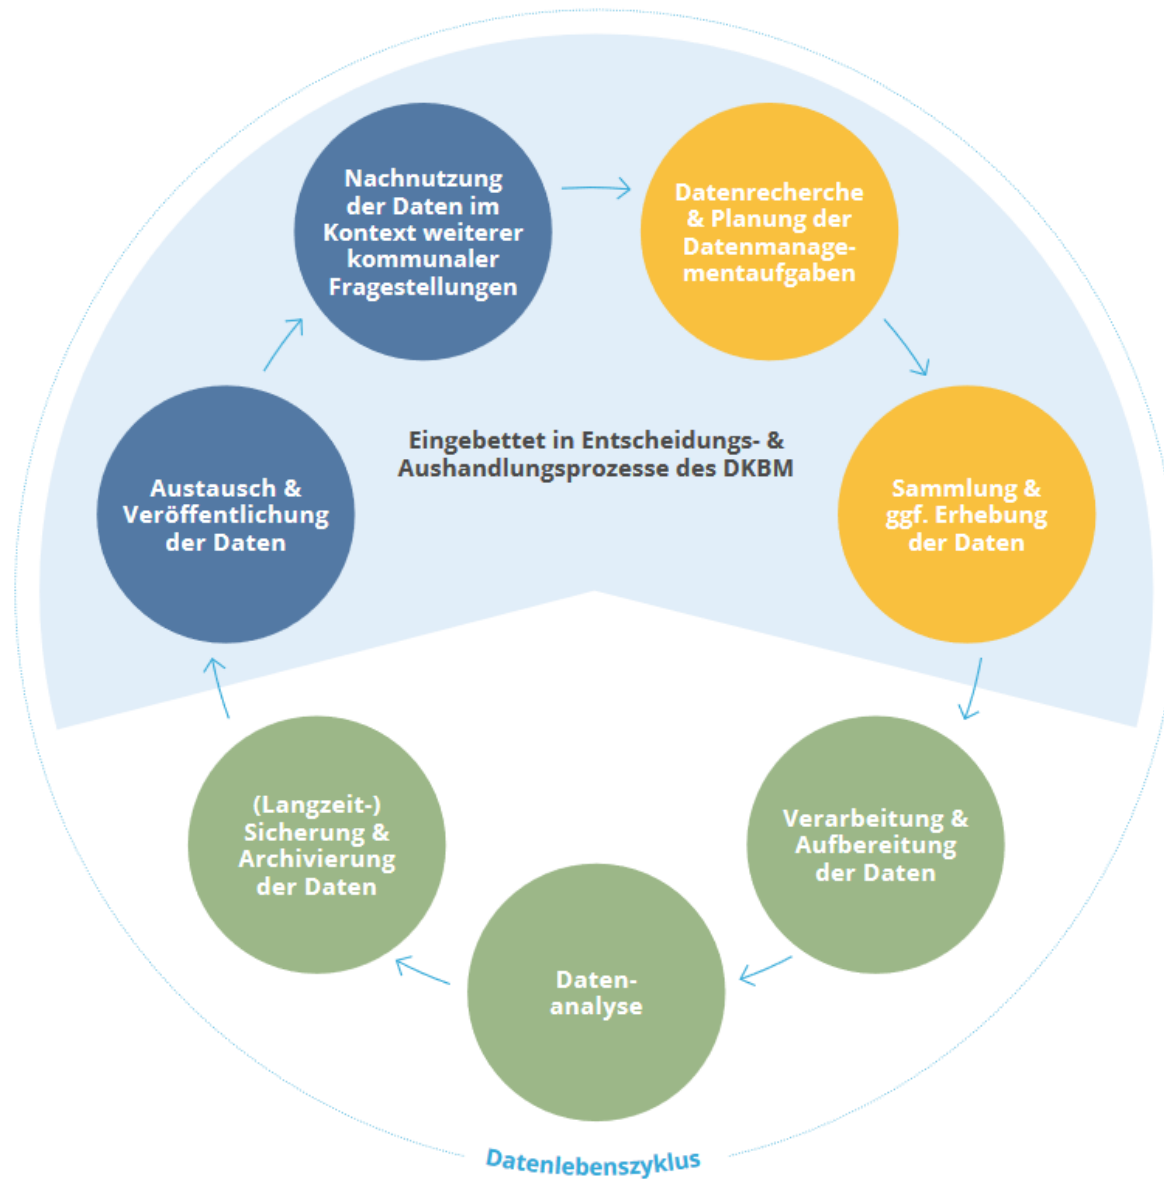 Nachnutzung
der Daten im
Kontext weiterer
kommunaler
Fragestellungen
Datenrecherche
& Planung der
Datenmanage-
mentaufgaben
Eingebettet in Entscheidungs- &
Aushandlungsprozesse des DKBM
Austausch &
Veröffentlichung
der Daten
Sammlung &
ggf. Erhebung
der Daten
(Langzeit-)
Sicherung &
Archivierung
der Daten
Verarbeitung &
Aufbereitung
der Daten
Daten-
analyse
Datenlebenszyklus